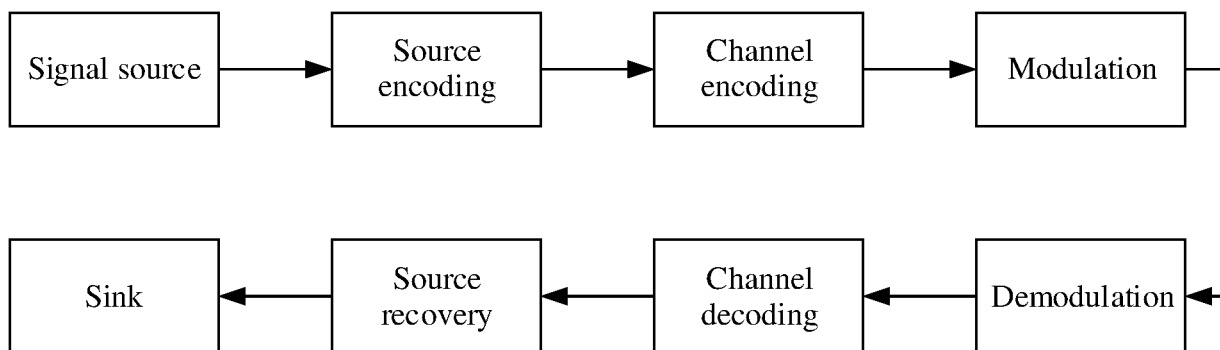 Signal source
Source
encoding
Channel
encoding
Modulation
Sink
Source
recovery
Channel
decoding
Demodulation